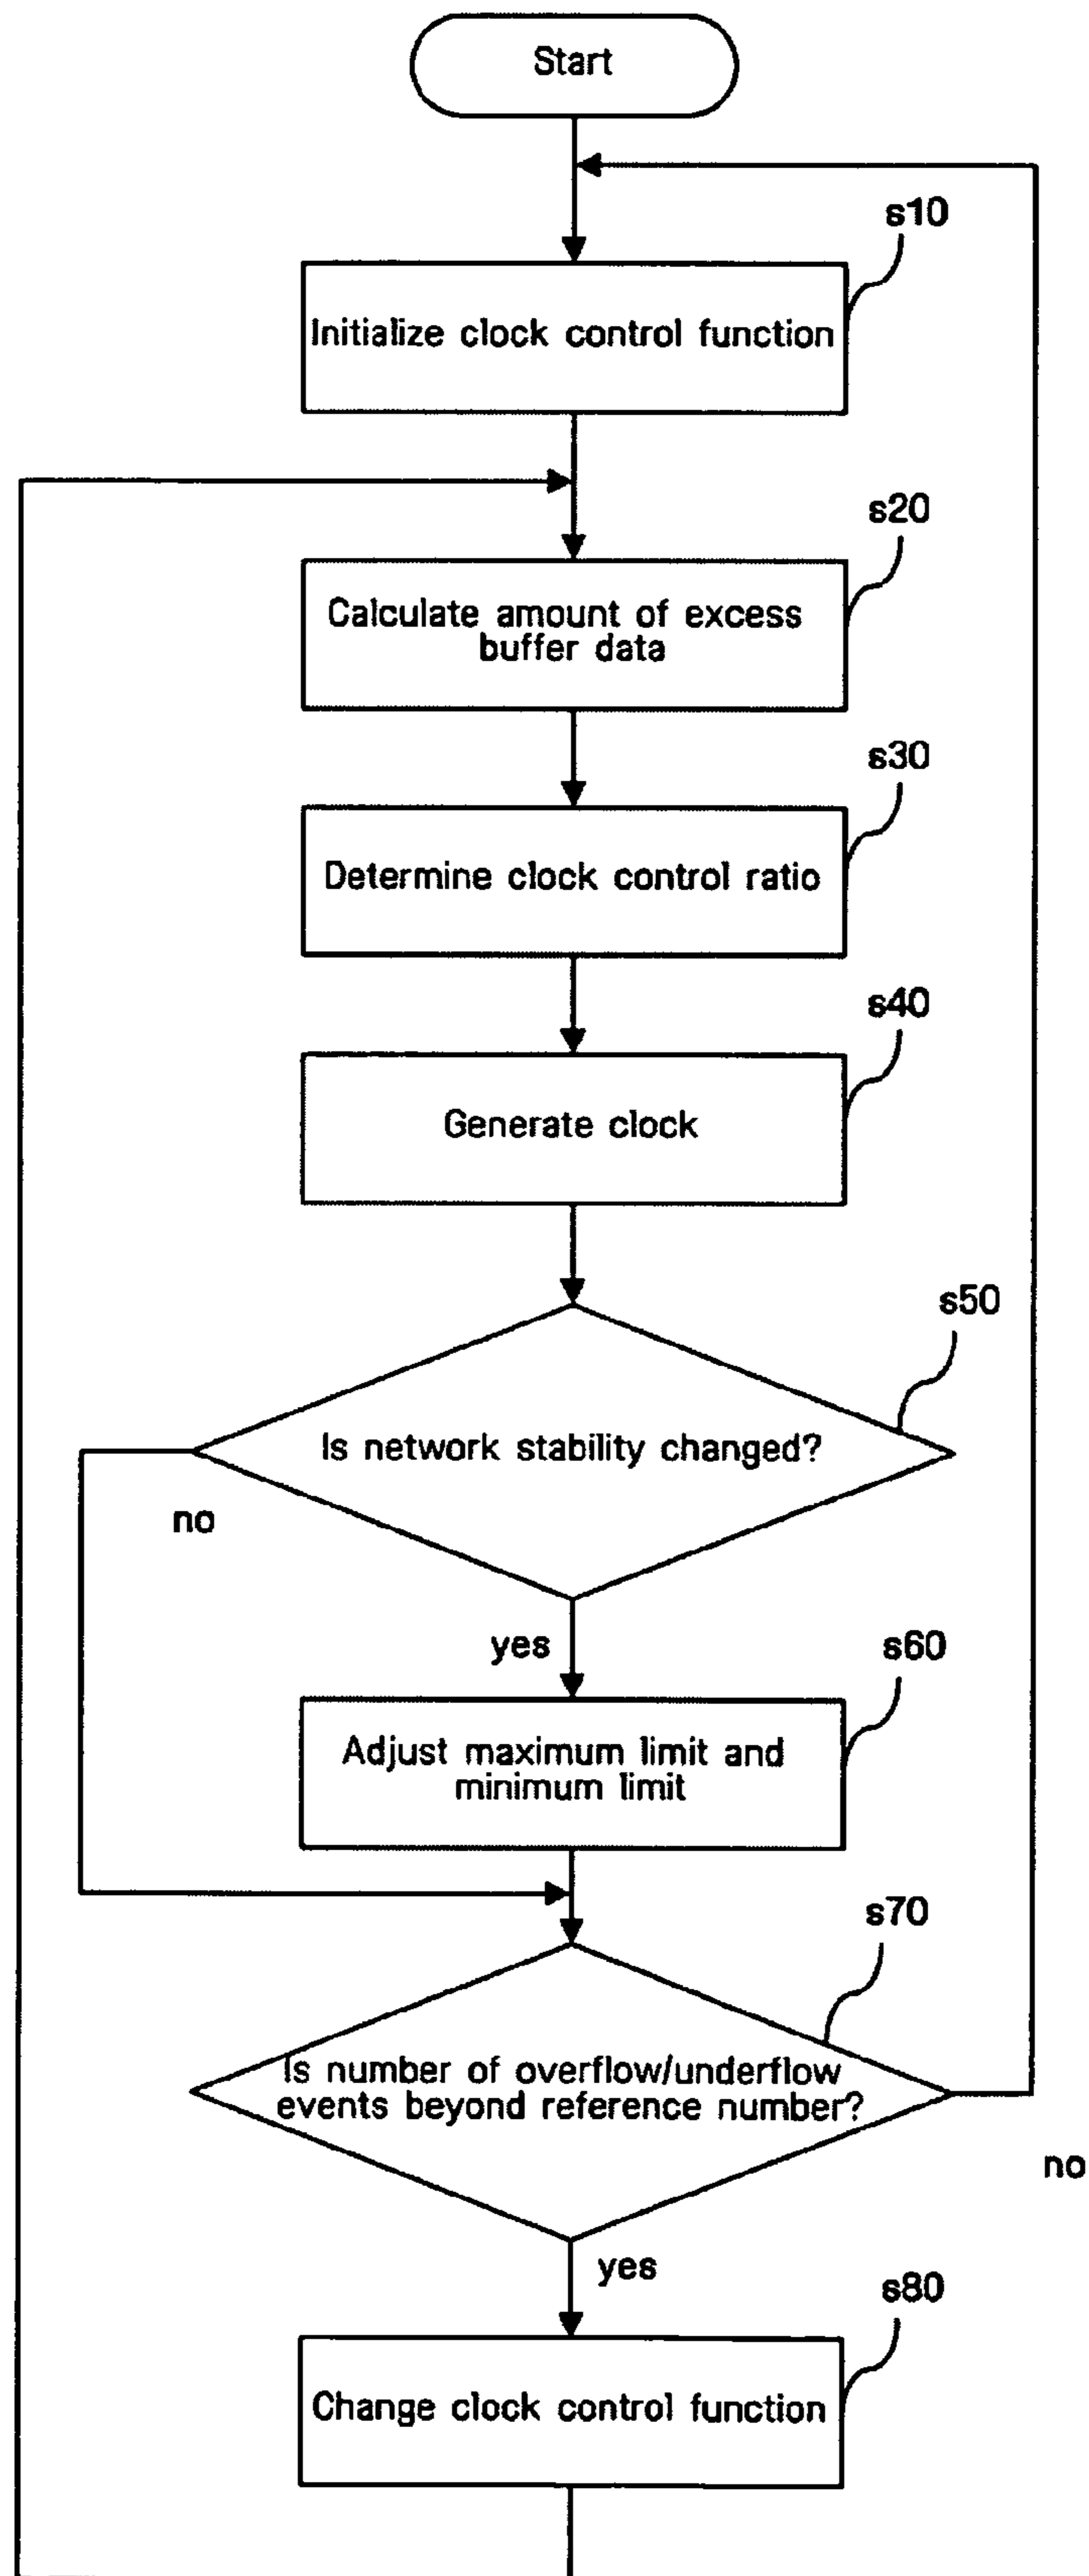 Start
s10
Initialize clock control function
s20
Calculate amount of excess
buffer data
s30
Determine clock control ratio
s40
Generate clock
s50
Is network stability changed?
no
yes
s60
Adjust maximum limit and
minimum limit
s70
Is number of overflow/underflow
events beyond reference number?
no
yes
s80
Change clock control function